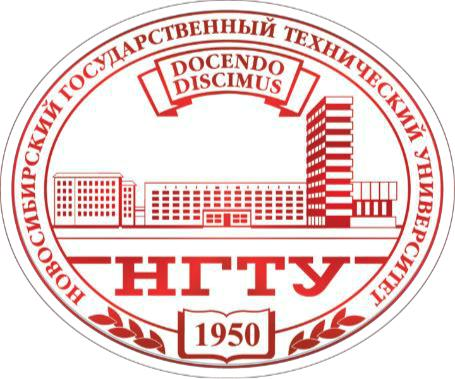 НОВОСИБИРСКИЙ ГОСУДАРСТВЕННЫЙ ТЕХНИЧЕСКИЙ УНИВЕРСИТЕТ
DOCENDO
DISCIMUS
НГТУ
1950